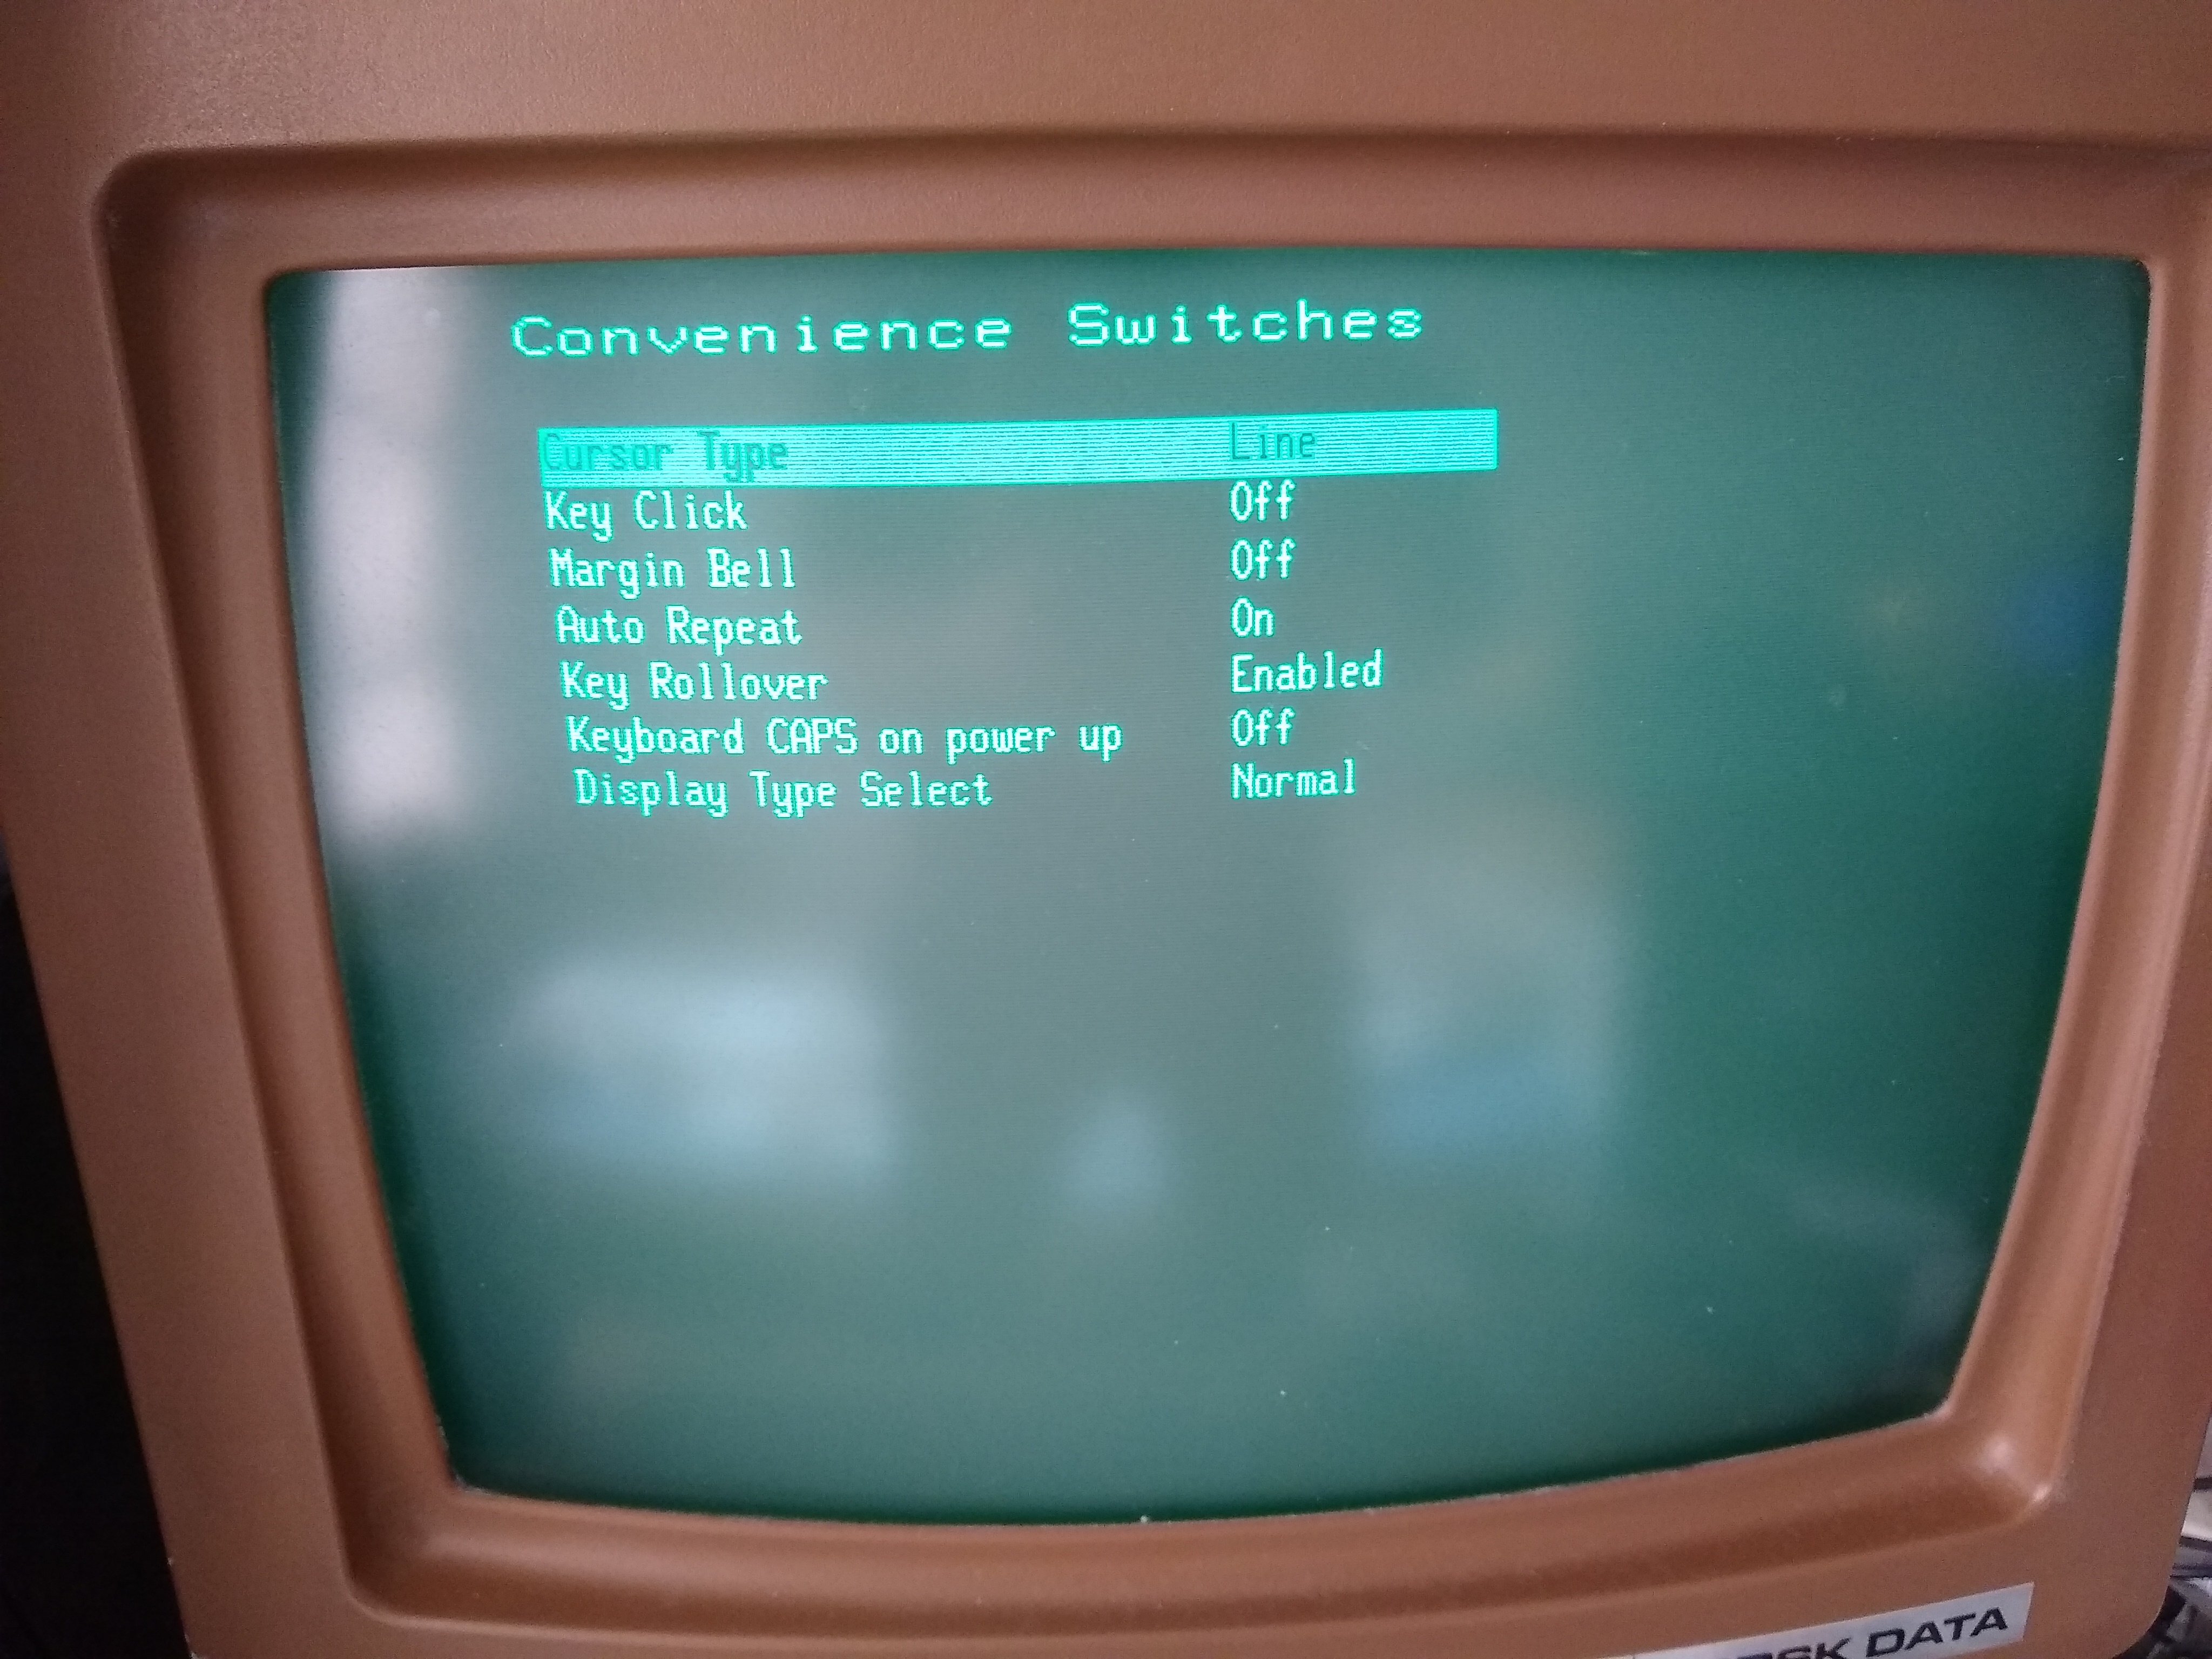 Convenience Switches
Cursor Type Line
Key Click Off
Margin Bell Off
Auto Repeat On
Key Rollover Enabled
Keyboard CAPS on power up Off
Display Type Select Normal
DATA